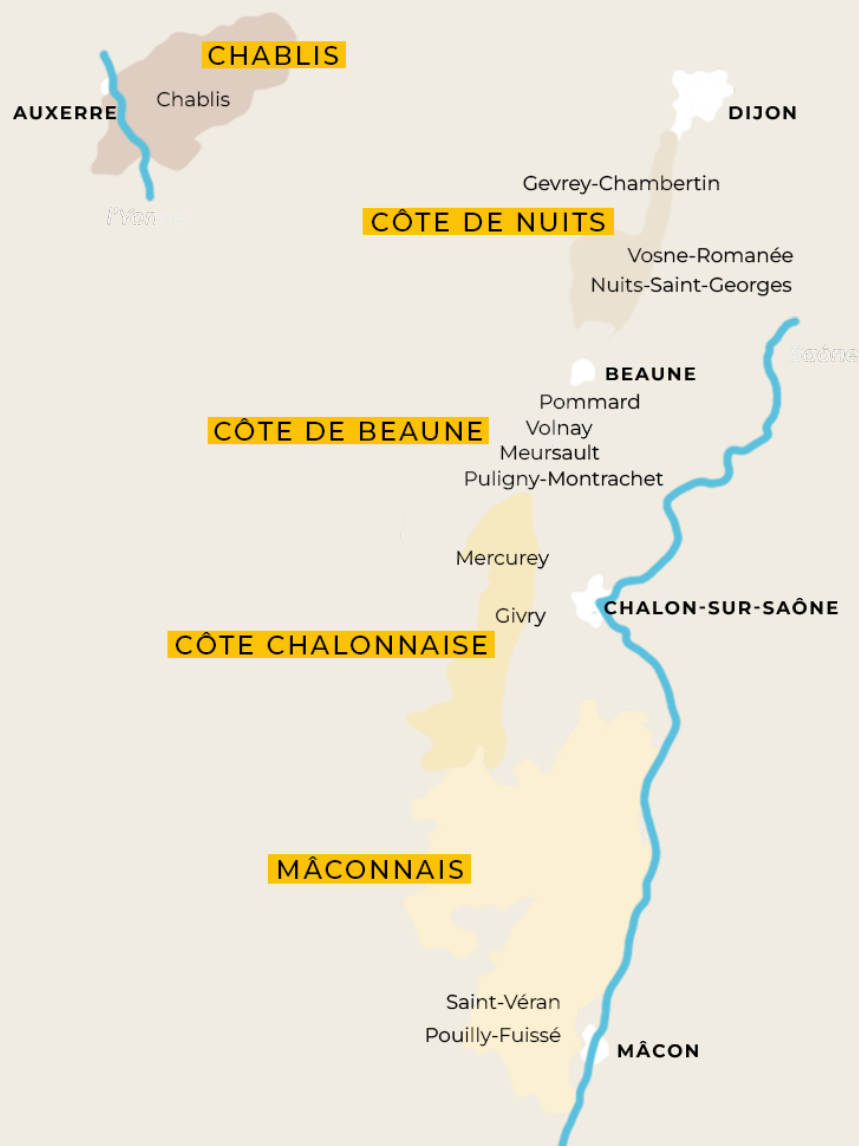 CHABLIS
Chablis
AUXERRE
DIJON
Gevrey-Chambertin
CÔTE DE NUITS
Vosne-Romanée
Nuits-Saint-Georges
Saône
BEAUNE
Pommard
CÔTE DE BEAUNE
Volnay
Meursault
Puligny-Montrachet
Mercurey
CHALON-SUR-SAÔNE
Givry
CÔTE CHALONNAISE
MÂCONNAIS
Saint-Véran
Pouilly-Fuissé
MÂCON